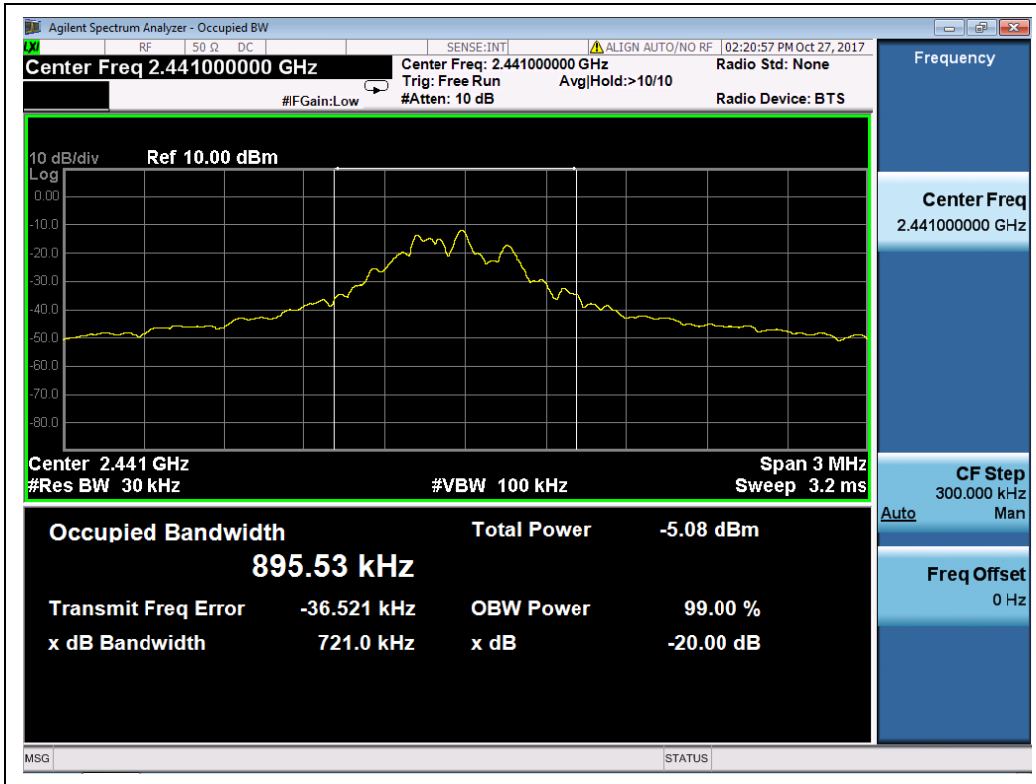 Agilent Spectrum Analyzer - Occupied BW
LXI RF 50 Ω DC SENSE:INT ALIGN AUTO/NO RF 02:20:57 PM Oct 27, 2017
Center Freq 2.441000000 GHz Center Freq: 2.441000000 GHz Radio Std: None
Trig: Free Run Avg|Hold:>10/10
#IFGain:Low #Atten: 10 dB Radio Device: BTS
10 dB/div Ref 10.00 dBm
Log
0.00
-10.0
-20.0
-30.0
-40.0
-50.0
-60.0
-70.0
-80.0
Center 2.441 GHz Span 3 MHz
#Res BW 30 kHz #VBW 100 kHz Sweep 3.2 ms
Occupied Bandwidth Total Power -5.08 dBm
895.53 kHz
Transmit Freq Error -36.521 kHz OBW Power 99.00 %
x dB Bandwidth 721.0 kHz x dB -20.00 dB
MSG STATUS
Frequency
Center Freq
2.441000000 GHz
CF Step
300.000 kHz
Auto Man
Freq Offset
0 Hz